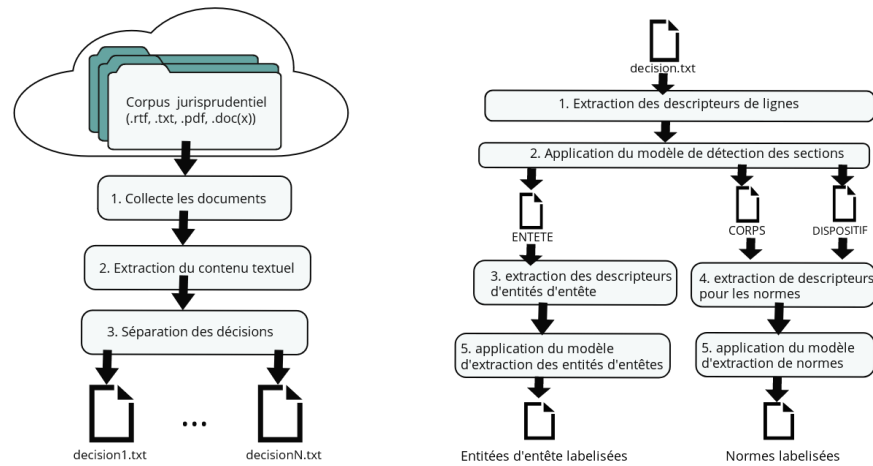 Corpus jurisprudentiel
(.rtf, .txt, .pdf, .doc(x))
1. Collecte les documents
2. Extraction du contenu textuel
3. Séparation des décisions
...
decision1.txt
decisionN.txt
decision.txt
1. Extraction des descripteurs de lignes
2. Application du modèle de détection des sections
ENTETE
CORPS
DISPOSITIF
3. extraction des descripteurs
d'entités d'entête
4. extraction de descripteurs
pour les normes
5. application du modèle
d'extraction des entités d'entêtes
5. application du modèle
d'extraction de normes
Entitées d'entête labelisées
Normes labelisées